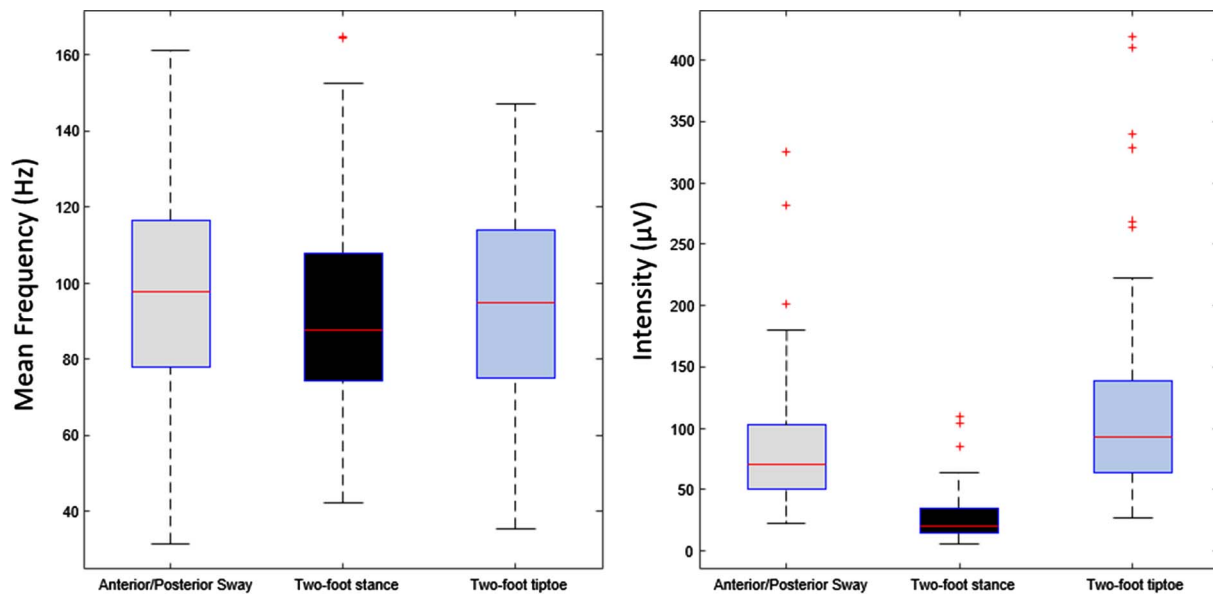 Mean Frequency (Hz)
160
140
120
100
80
60
40
Anterior/Posterior Sway
Two-foot stance
Two-foot tiptoe
Intensity (µV)
400
350
300
250
200
150
100
50
0
Anterior/Posterior Sway
Two-foot stance
Two-foot tiptoe